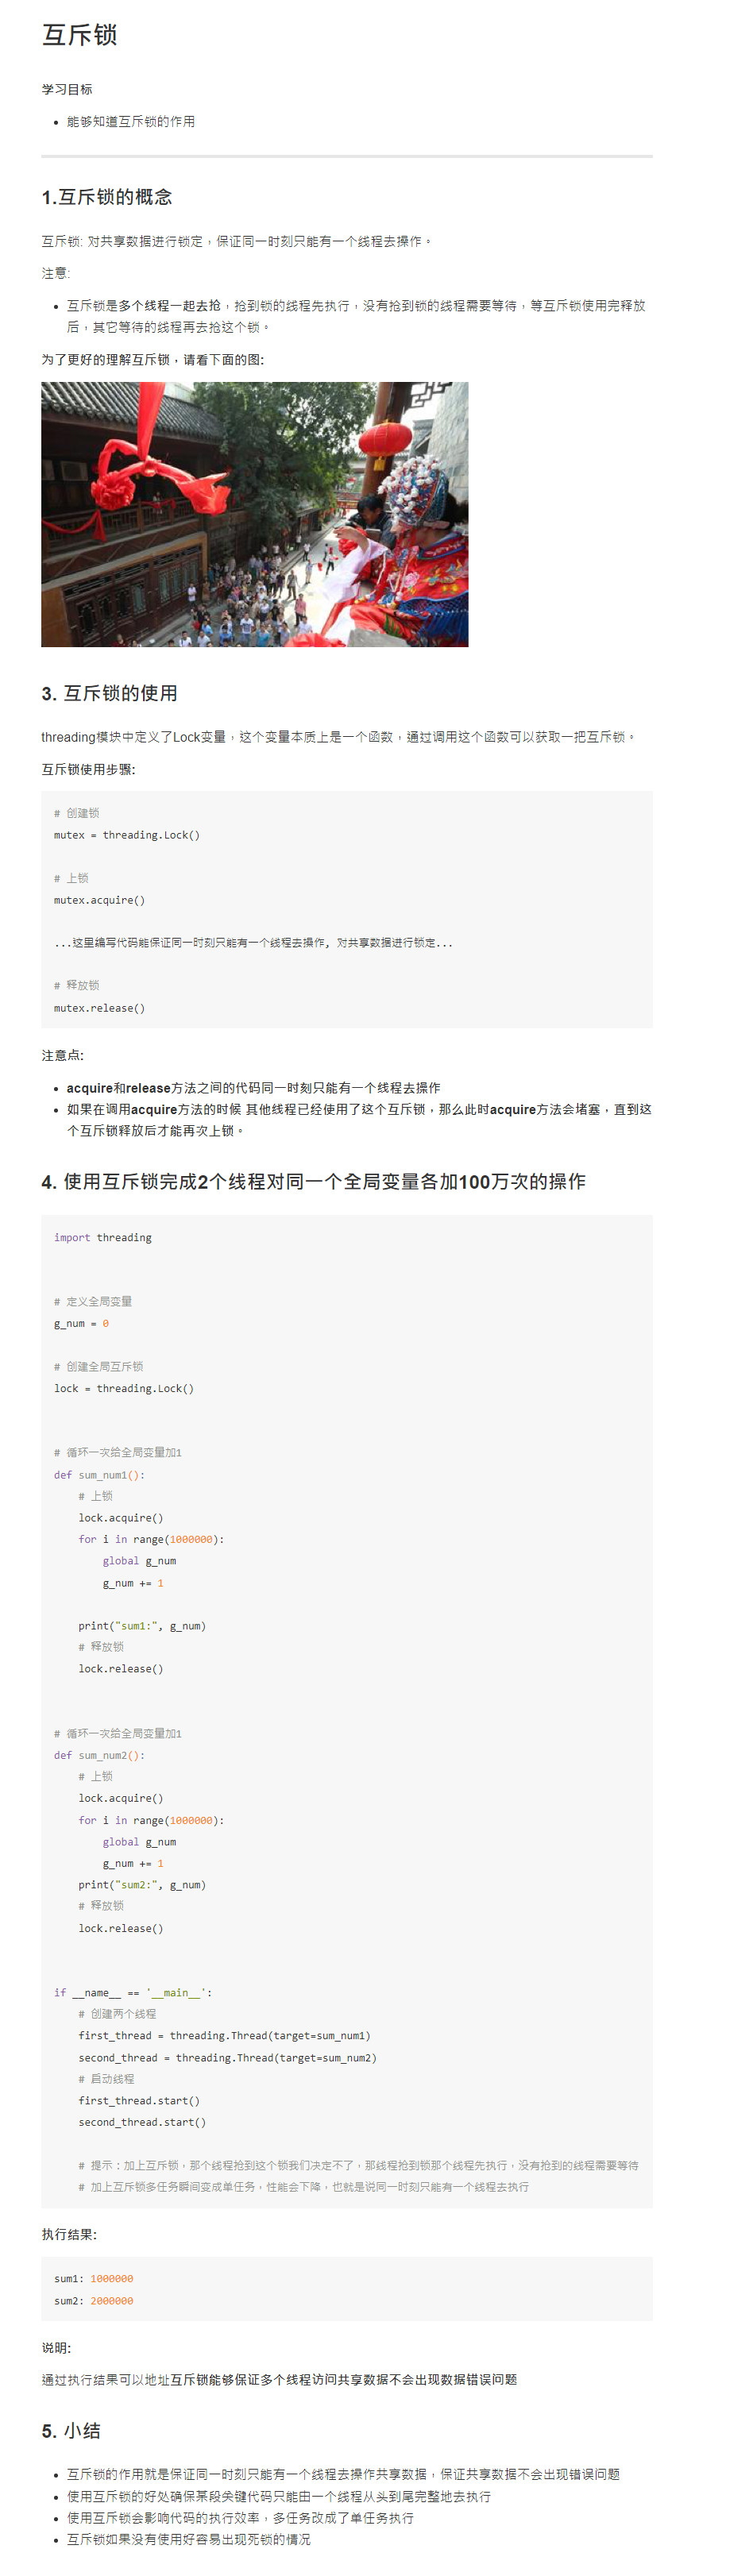 互斥锁
学习目标
• 能够知道互斥锁的作用
1.互斥锁的概念
互斥锁: 对共享数据进行锁定，保证同一时刻只能有一个线程去操作。
注意:
• 互斥锁是多个线程一起去抢，抢到锁的线程先执行，没有抢到锁的线程需要等待，等互斥锁使用完释放
后，其它等待的线程再去抢这个锁。
为了更好的理解互斥锁，请看下面的图:
3. 互斥锁的使用
threading模块中定义了Lock变量，这个变量本质上是一个函数，通过调用这个函数可以获取一把互斥锁。
互斥锁使用步骤:
# 创建锁
mutex = threading.Lock()
# 上锁
mutex.acquire()
...这里编写代码能保证同一时刻只能有一个线程去操作, 对共享数据进行锁定...
# 释放锁
mutex.release()
注意点:
• acquire和release方法之间的代码同一时刻只能有一个线程去操作
• 如果在调用acquire方法的时候 其他线程已经使用了这个互斥锁，那么此时acquire方法会堵塞，直到这
个互斥锁释放后才能再次上锁。
4. 使用互斥锁完成2个线程对同一个全局变量各加100万次的操作
import threading
# 定义全局变量
g_num = 0
# 创建全局互斥锁
lock = threading.Lock()
# 循环一次给全局变量加1
def sum_num1():
    # 上锁
    lock.acquire()
    for i in range(1000000):
        global g_num
        g_num += 1
    print("sum1:", g_num)
    # 释放锁
    lock.release()
# 循环一次给全局变量加1
def sum_num2():
    # 上锁
    lock.acquire()
    for i in range(1000000):
        global g_num
        g_num += 1
    print("sum2:", g_num)
    # 释放锁
    lock.release()
if __name__ == '__main__':
    # 创建两个线程
    first_thread = threading.Thread(target=sum_num1)
    second_thread = threading.Thread(target=sum_num2)
    # 启动线程
    first_thread.start()
    second_thread.start()
    # 提示：加上互斥锁，那个线程抢到这个锁我们决定不了，那线程抢到锁那个线程先执行，没有抢到的线程需要等待
    # 加上互斥锁多任务瞬间变成单任务，性能会下降，也就是说同一时刻只能有一个线程去执行
执行结果:
sum1: 1000000
sum2: 2000000
说明:
通过执行结果可以地址互斥锁能够保证多个线程访问共享数据不会出现数据错误问题
5. 小结
• 互斥锁的作用就是保证同一时刻只能有一个线程去操作共享数据，保证共享数据不会出现错误问题
• 使用互斥锁的好处确保某段关键代码只能由一个线程从头到尾完整地去执行
• 使用互斥锁会影响代码的执行效率，多任务改成了单任务执行
• 互斥锁如果没有使用好容易出现死锁的情况